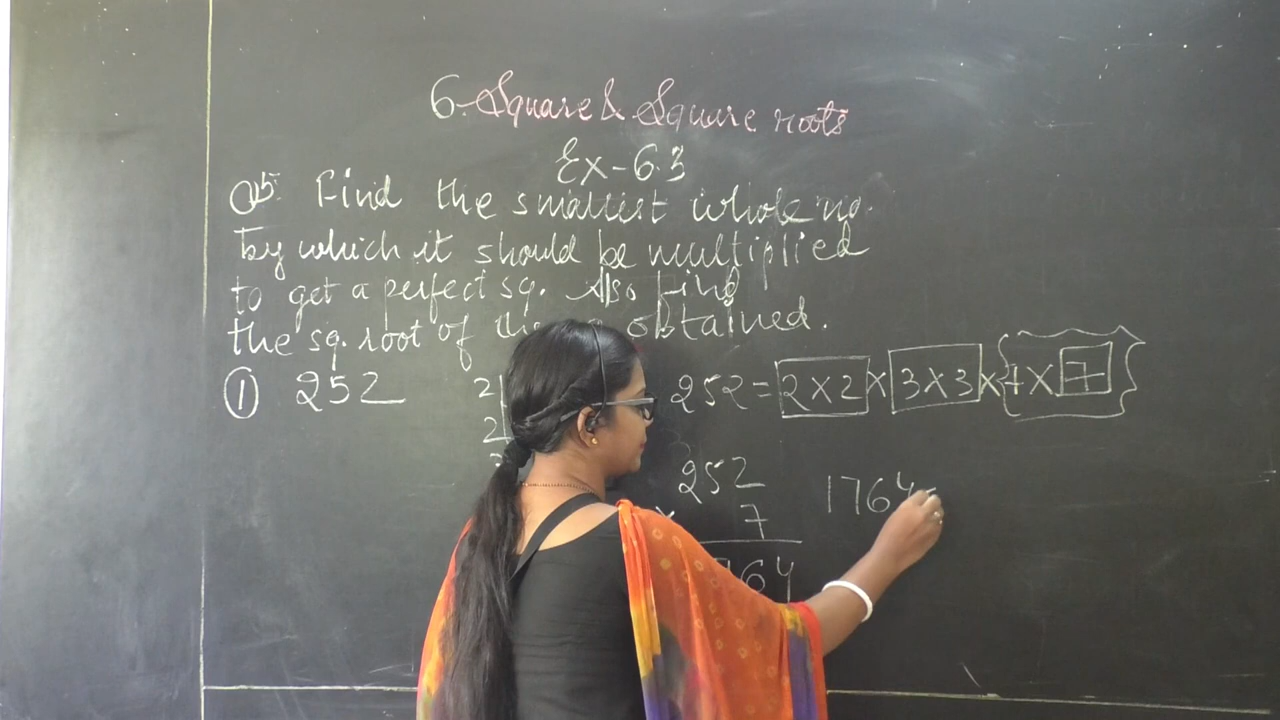 6. Square & Square roots
Ex-6.3
Q5. Find the smallest whole no.
by which it should be multiplied
to get a perfect sq. Also find
the sq. root of obtained.
① 252
2
2
252 = 2×2 × 3×3 × {7×7}
252
× 7
764
1764